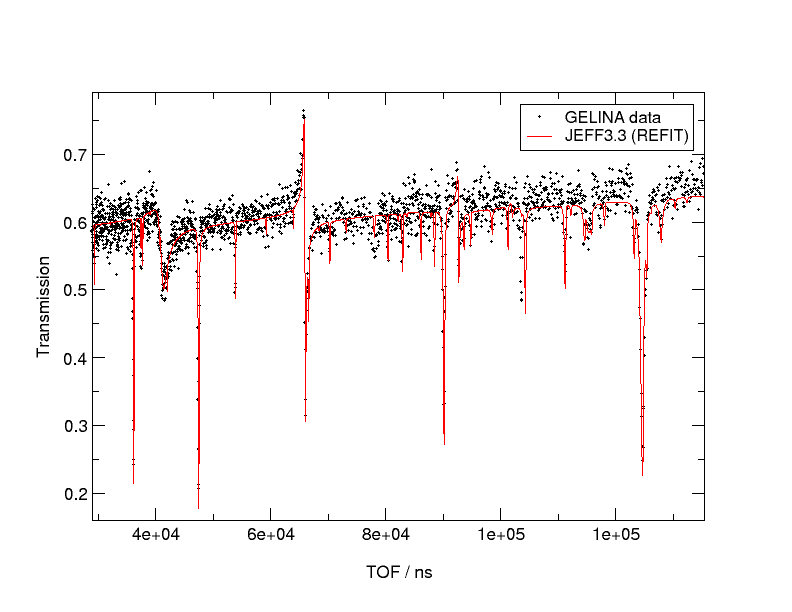 GELINA data
JEFF3.3 (REFIT)
0.7
0.6
0.5
0.4
0.3
0.2
Transmission
4e+04
6e+04
8e+04
1e+05
1e+05
TOF / ns